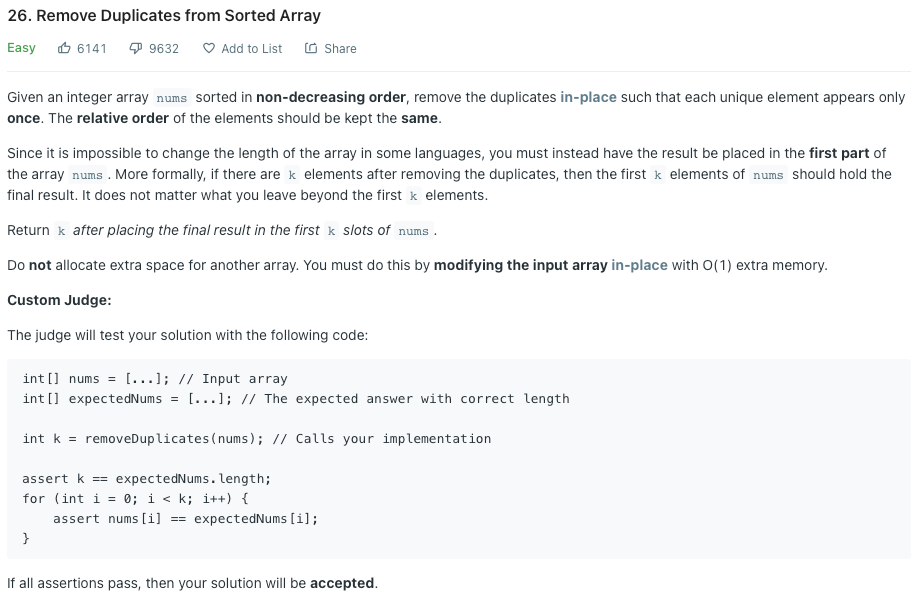 26. Remove Duplicates from Sorted Array
Easy 6141 9632 Add to List Share
Given an integer array nums sorted in non-decreasing order, remove the duplicates in-place such that each unique element appears only
once. The relative order of the elements should be kept the same.
Since it is impossible to change the length of the array in some languages, you must instead have the result be placed in the first part of
the array nums . More formally, if there are k elements after removing the duplicates, then the first k elements of nums should hold the
final result. It does not matter what you leave beyond the first k elements.
Return k after placing the final result in the first k slots of nums .
Do not allocate extra space for another array. You must do this by modifying the input array in-place with O(1) extra memory.
Custom Judge:
The judge will test your solution with the following code:
int[] nums = [...]; // Input array
int[] expectedNums = [...]; // The expected answer with correct length
int k = removeDuplicates(nums); // Calls your implementation
assert k == expectedNums.length;
for (int i = 0; i < k; i++) {
    assert nums[i] == expectedNums[i];
}
If all assertions pass, then your solution will be accepted.